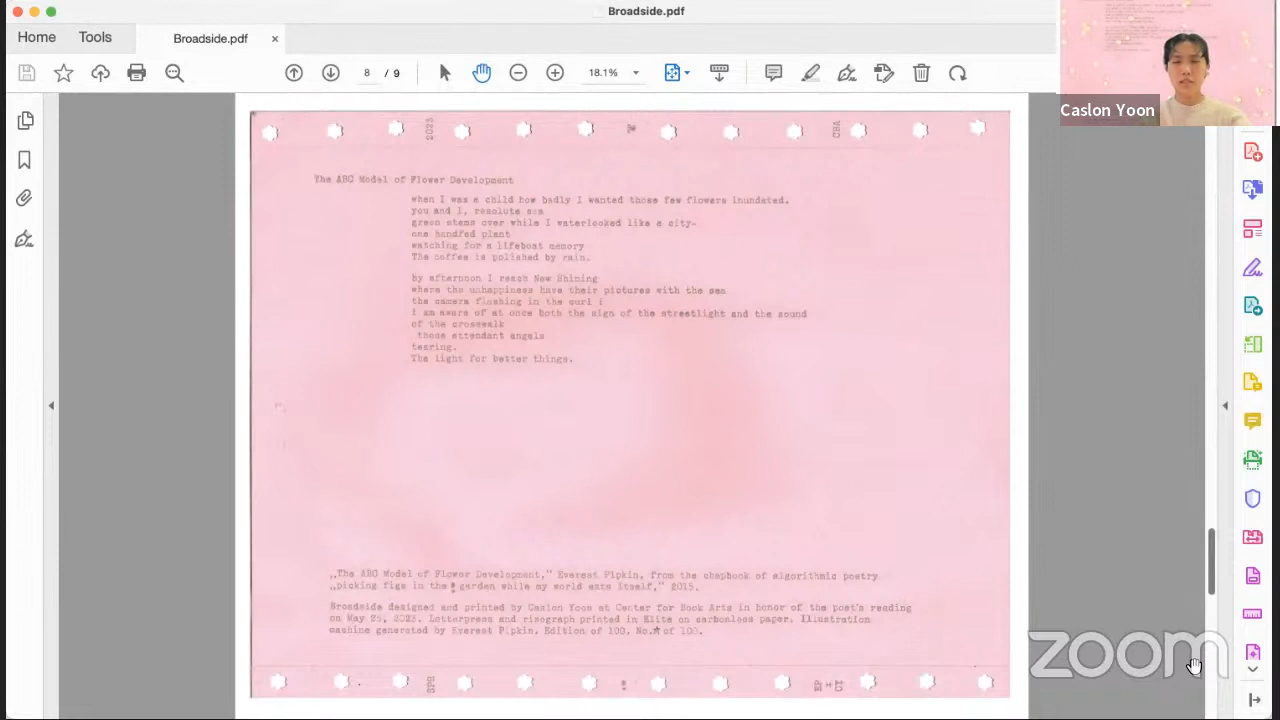 Broadside.pdf
Home
Tools
Broadside.pdf
8 / 9
18.1%
Caslon Yoon
2023
CBA
The ABC Model of Flower Development
when I was a child how badly I wanted those few flowers inundated.
you and I, resolute sea
green stems over while I waterlooked like a city-
one handfed plant
watching for a lifeboat memory
The coffee is polished by rain.
by afternoon I reach New Shining
where the unhappiness have their pictures with the sea
the camera flashing in the curl i
I am aware of at once both the sign of the streetlight and the sound
of the crosswalk
those attendant angels
tearing.
The light for better things.
„The ABC Model of Flower Development,“ Everest Pipkin, from the chapbook of algorithmic poetry
„picking figs in the garden while my world eats itself,“ 2015.
Broadside designed and printed by Caslon Yoon at Center for Book Arts in honor of the poet's reading
on May 25, 2023. Letterpress and risograph printed in Elite on carbonless paper. Illustration
machine generated by Everest Pipkin. Edition of 100. No. of 100.
zoom